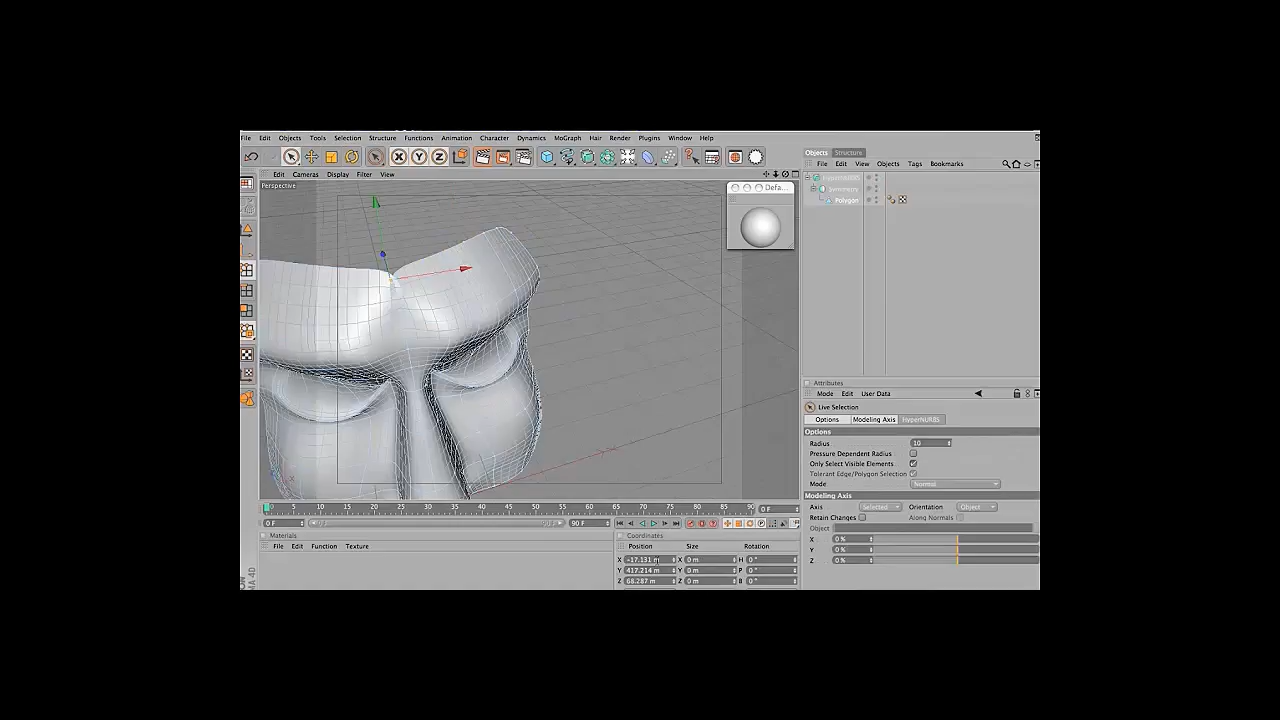 File Edit Objects Tools Selection Structure Functions Animation Character Dynamics MoGraph Hair Render Plugins Window Help
Objects Structure
File Edit View Objects Tags Bookmarks
Edit Cameras Display Filter View
Perspective
Defa...
HyperNURBS
Symmetry
Polygon
Attributes
Mode Edit User Data
Live Selection
Options Modeling Axis HyperNURBS
Options
Radius 10
Pressure Dependent Radius
Only Select Visible Elements
Tolerant Edge/Polygon Selection
Mode Normal
Modeling Axis
Axis Selected Orientation Object
Retain Changes Along Normals
Object
X 0 %
Y 0 %
Z 0 %
0 5 10 15 20 25 30 35 40 45 50 55 60 65 70 75 80 85 90 0 F
0 F 90 F
Materials
File Edit Function Texture
Coordinates
Position Size Rotation
X -17.131 m X 0 m H 0 °
Y 417.214 m Y 0 m P 0 °
Z 68.287 m Z 0 m B 0 °